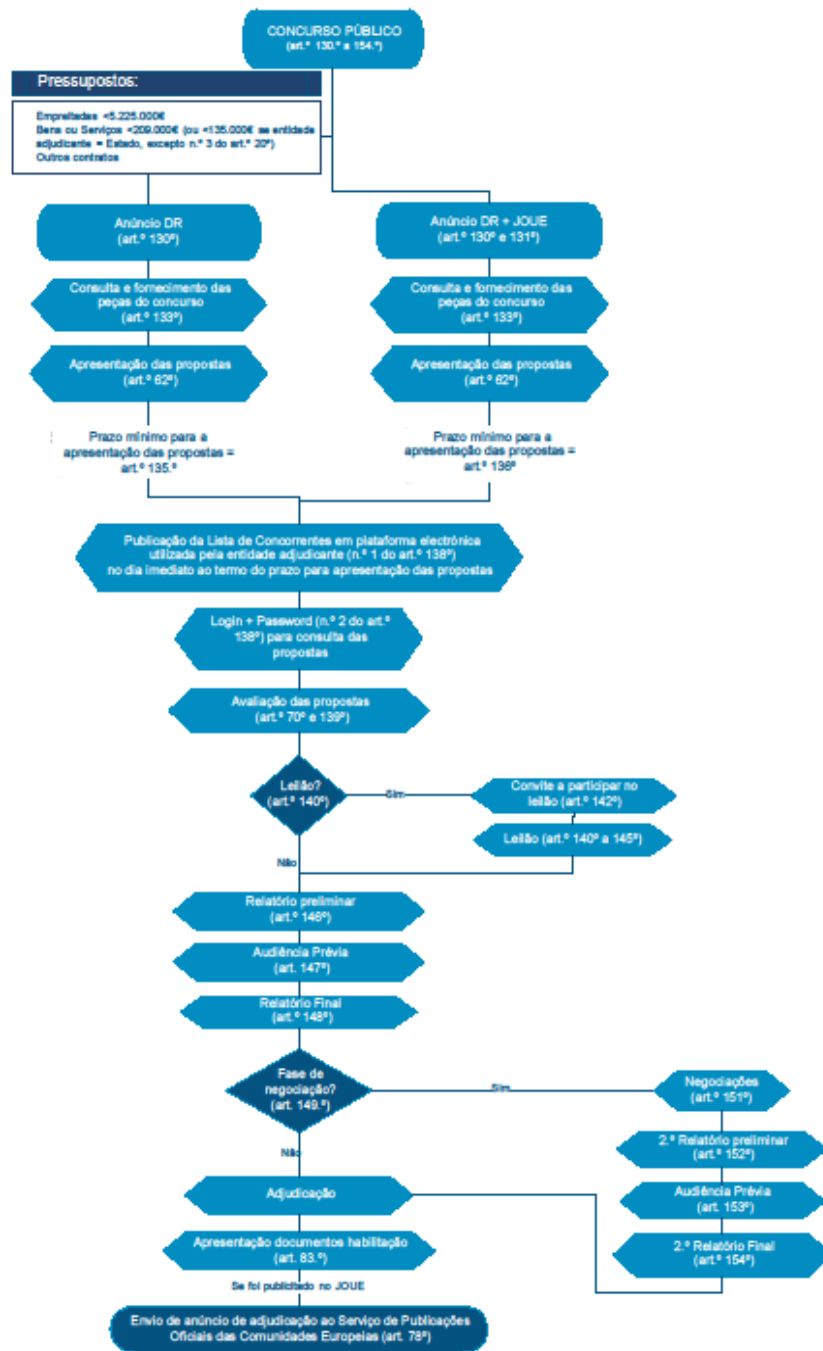 CONCURSO PÚBLICO
(art.º 130.º a 154.º)
Pressupostos:
Empreitadas <5.225.000€
Bens ou Serviços <209.000€ (ou <135.000€ se entidade
adjudicante = Estado, excepto n.º 3 do art.º 20º)
Outros contratos
Anúncio DR
(art.º 130º)
Anúncio DR + JOUE
(art.º 130º e 131º)
Consulta e fornecimento das
peças do concurso
(art.º 133º)
Consulta e fornecimento das
peças do concurso
(art.º 133º)
Apresentação das propostas
(art.º 62º)
Apresentação das propostas
(art.º 62º)
Prazo mínimo para a
apresentação das propostas =
art.º 135.º
Prazo mínimo para a
apresentação das propostas =
art.º 136º
Publicação da Lista de Concorrentes em plataforma electrónica
utilizada pela entidade adjudicante (n.º 1 do art.º 138º)
no dia imediato ao termo do prazo para apresentação das propostas
Login + Password (n.º 2 do art.º
138º) para consulta das
propostas
Avaliação das propostas
(art.º 70º e 139º)
Leilão?
(art.º 140º)
Sim
Convite a participar no
leilão (art.º 142º)
Leilão (art.º 140º a 145º)
Não
Relatório preliminar
(art.º 146º)
Audiência Prévia
(art. 147º)
Relatório Final
(art.º 148º)
Fase de
negociação?
(art. 149.º)
Sim
Negociações
(art.º 151º)
2.º Relatório preliminar
(art.º 152º)
Audiência Prévia
(art. 153º)
2.º Relatório Final
(art.º 154º)
Não
Adjudicação
Apresentação documentos habilitação
(art. 83.º)
Se foi publicitado no JOUE
Envio de anúncio de adjudicação ao Serviço de Publicações
Oficiais das Comunidades Europeias (art. 78º)